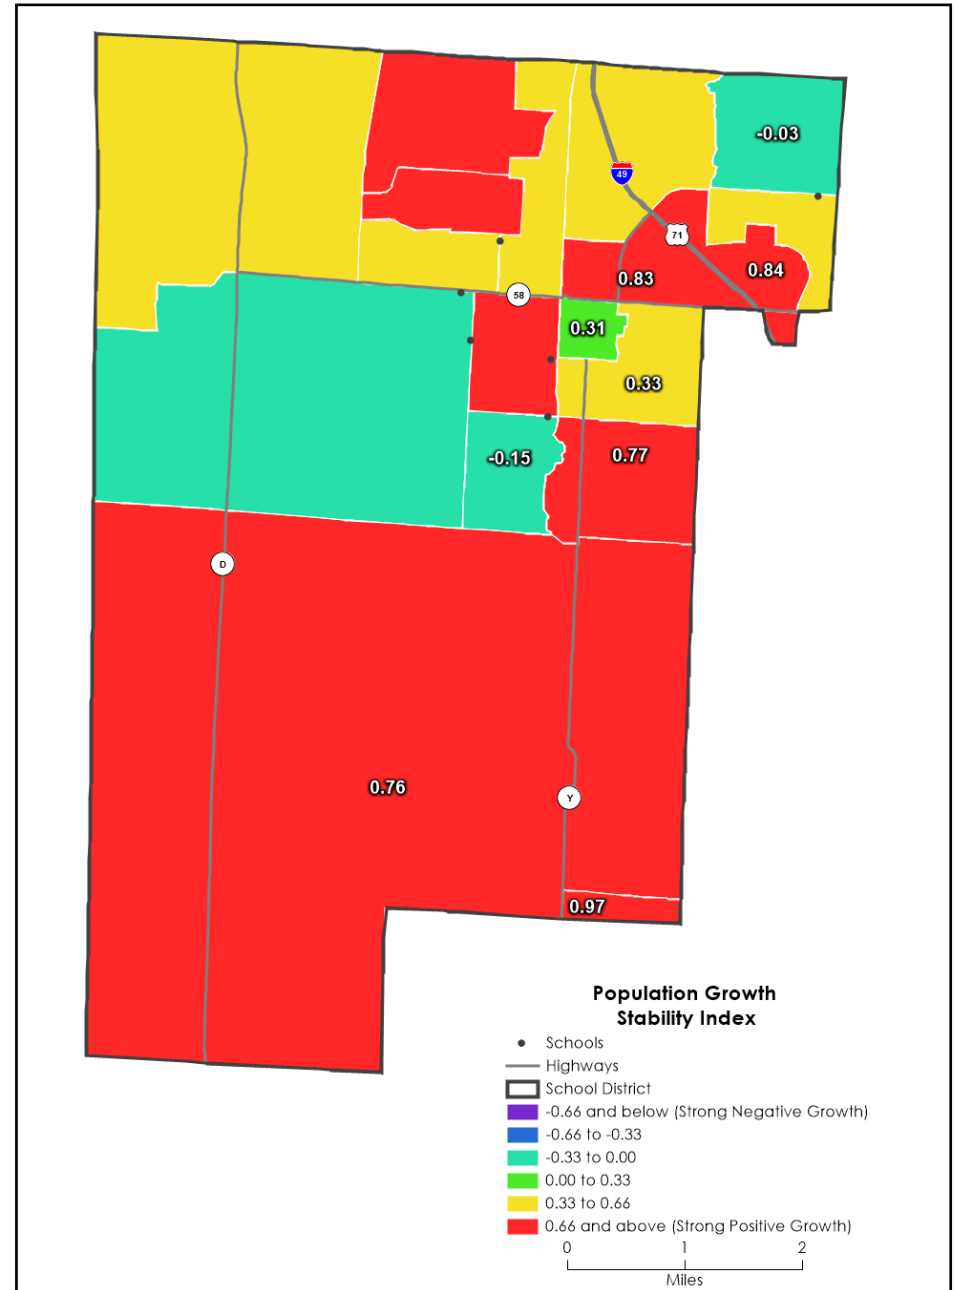 -0.03
49
71
0.84
0.83
58
0.31
0.33
0.77
-0.15
D
0.76
Y
0.97
Population Growth
Stability Index
Schools
Highways
School District
-0.66 and below (Strong Negative Growth)
-0.66 to -0.33
-0.33 to 0.00
0.00 to 0.33
0.33 to 0.66
0.66 and above (Strong Positive Growth)
0 1 2
Miles